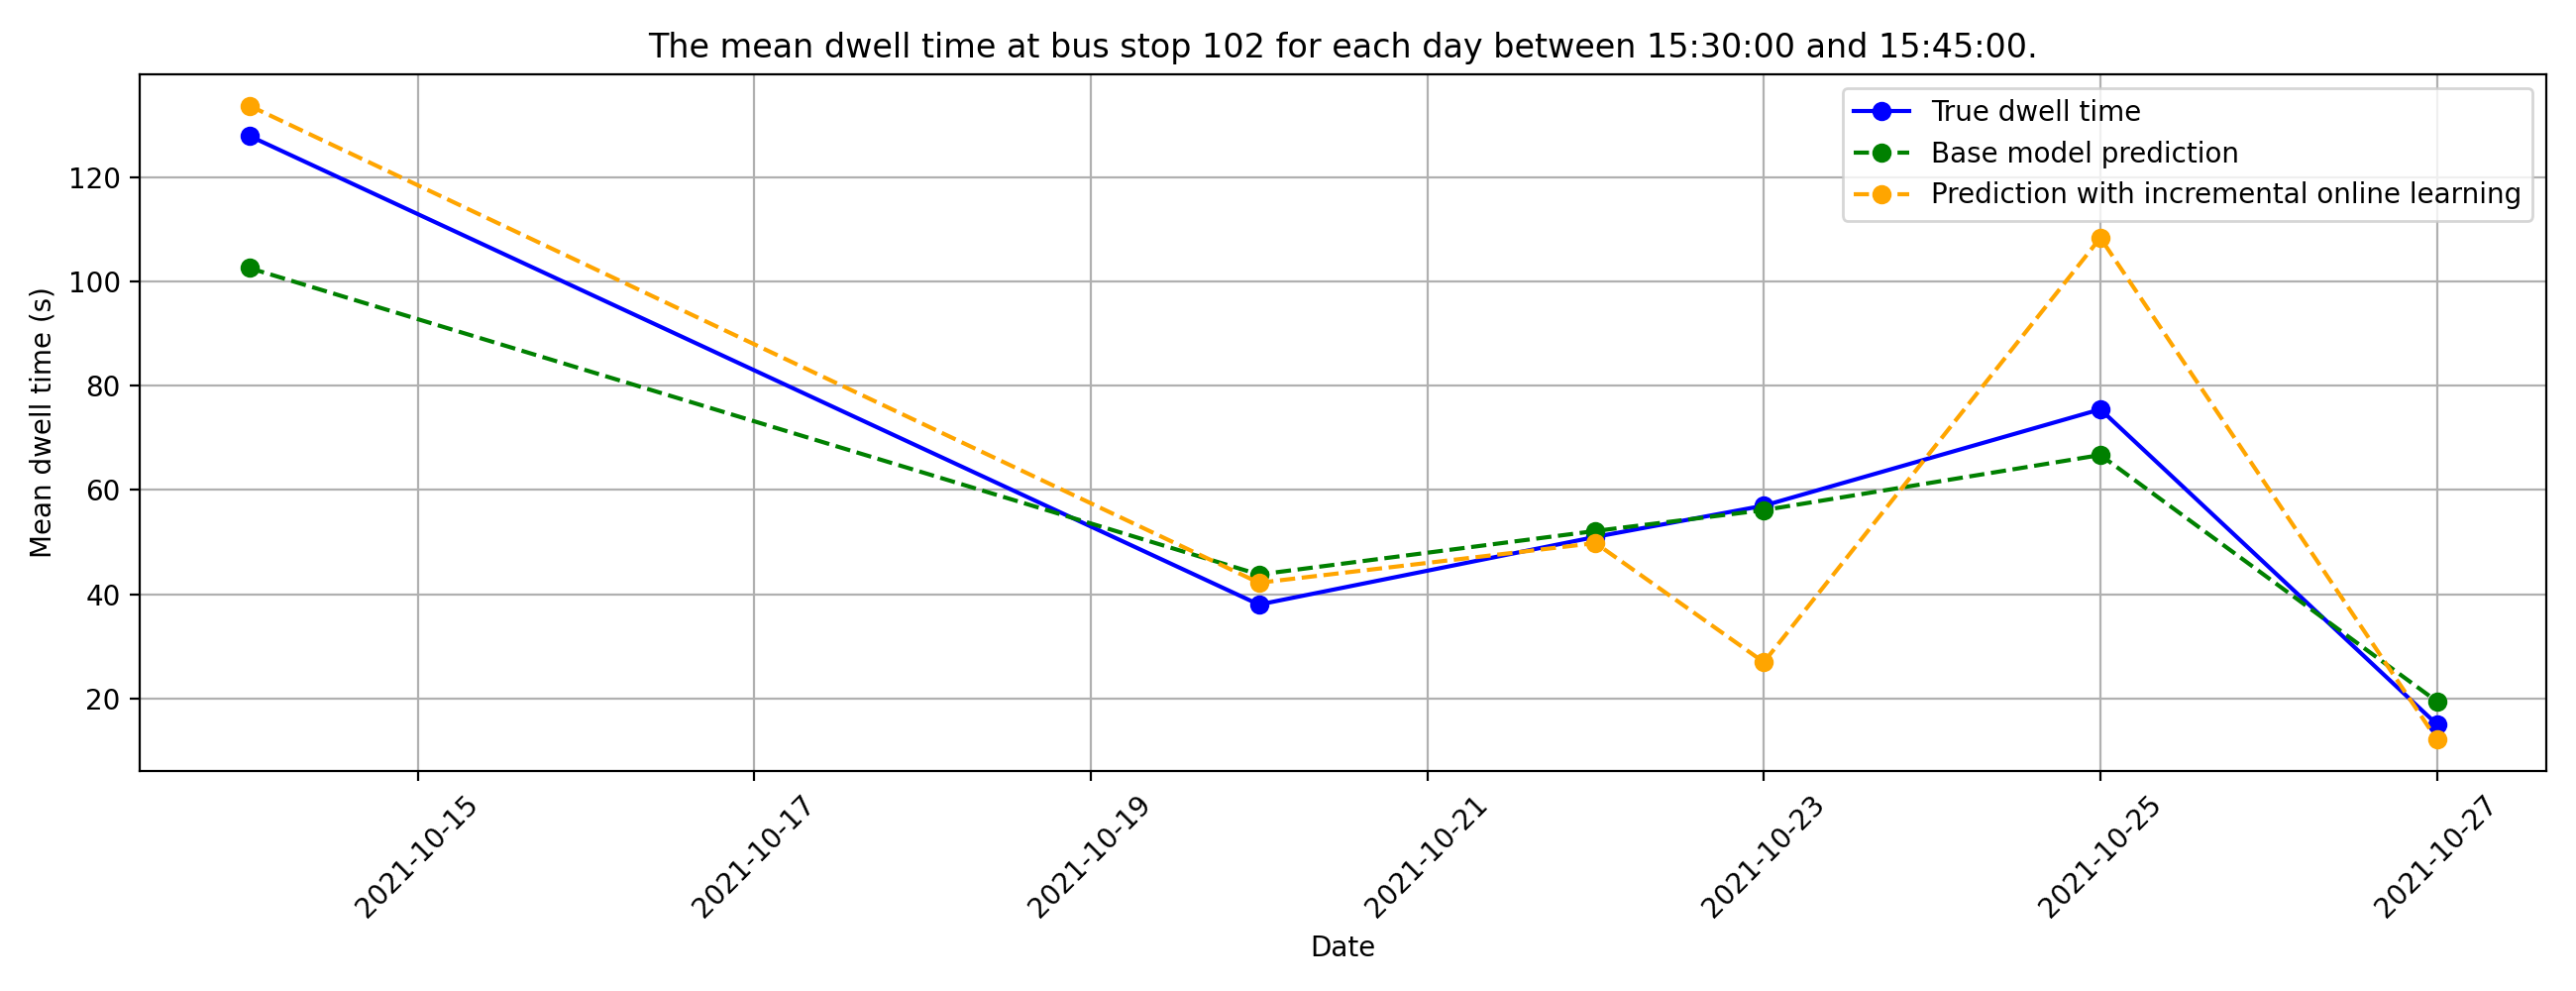 The mean dwell time at bus stop 102 for each day between 15:30:00 and 15:45:00.
True dwell time
Base model prediction
Prediction with incremental online learning
Mean dwell time (s)
120
100
80
60
40
20
2021-10-15
2021-10-17
2021-10-19
2021-10-21
2021-10-23
2021-10-25
2021-10-27
Date